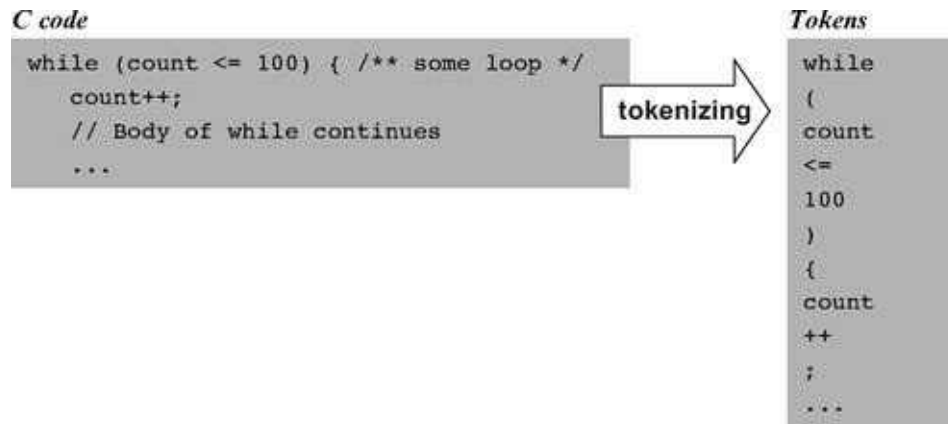 C code
while (count <= 100) { /** some loop */
count++;
// Body of while continues
...
tokenizing
Tokens
while
(
count
<=
100
)
{
count
++
;
...